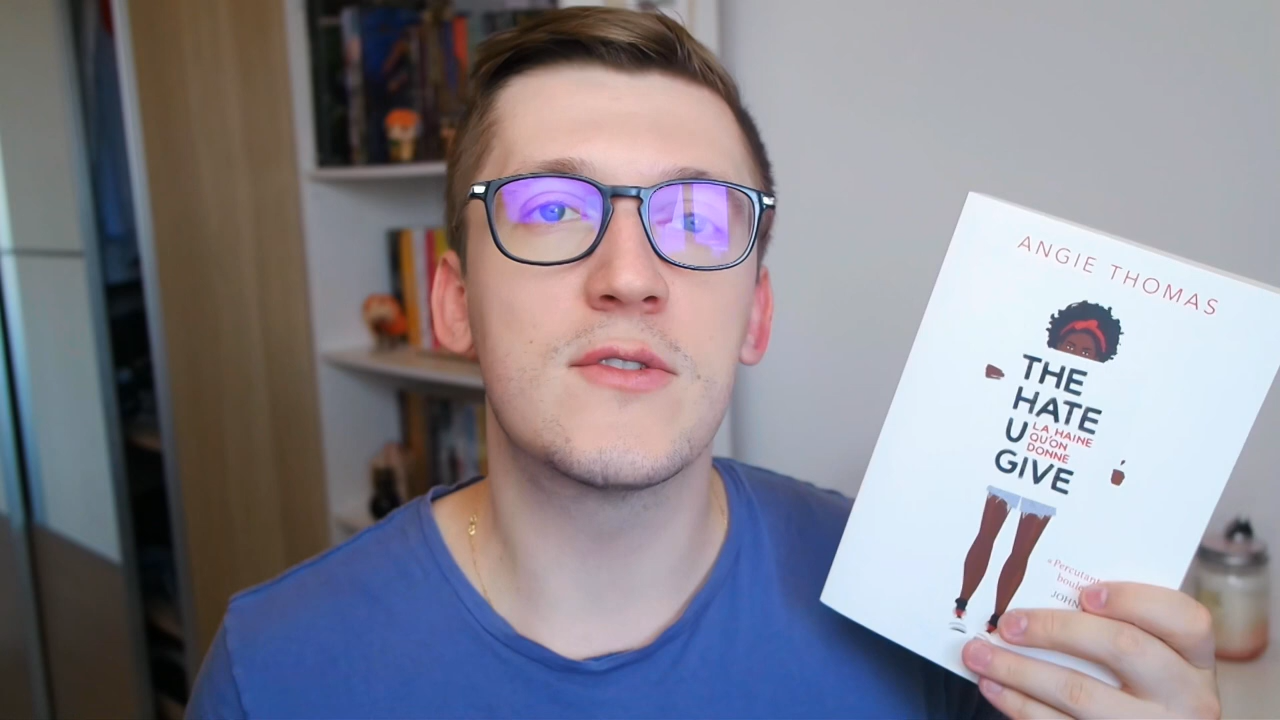 ANGIE THOMAS
THE
HATE
U
LA HAINE
QU'ON
DONNE
GIVE
« Percutant
JOHN